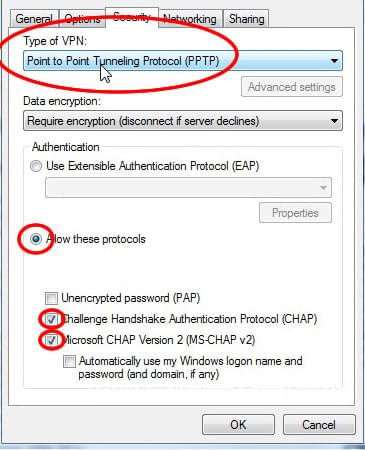 General Options Security Networking Sharing
Type of VPN:
Point to Point Tunneling Protocol (PPTP)
Advanced settings
Data encryption:
Require encryption (disconnect if server declines)
Authentication
Use Extensible Authentication Protocol (EAP)
Properties
Allow these protocols
Unencrypted password (PAP)
Challenge Handshake Authentication Protocol (CHAP)
Microsoft CHAP Version 2 (MS-CHAP v2)
Automatically use my Windows logon name and
password (and domain, if any)
OK Cancel